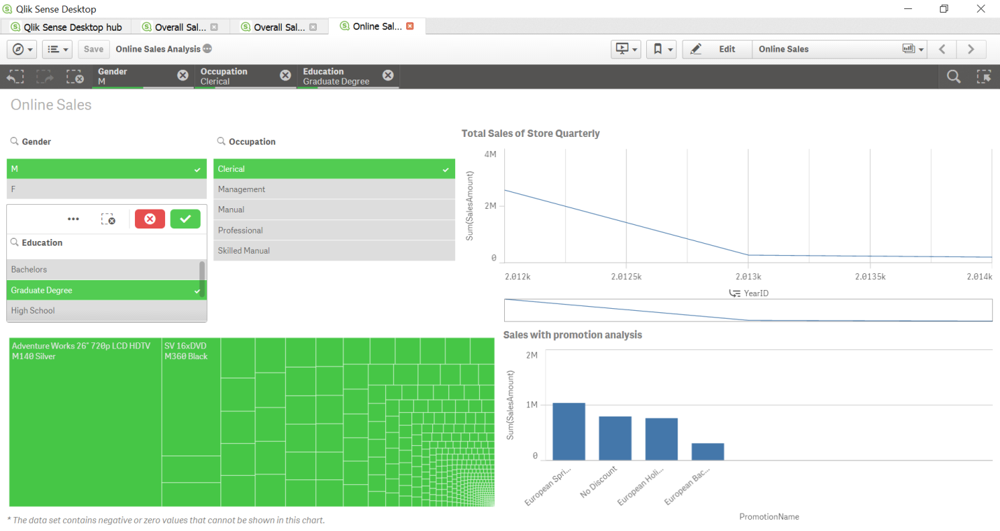 Qlik Sense Desktop
Qlik Sense Desktop hub
Overall Sal...
Overall Sal...
Online Sal...
Save
Online Sales Analysis
Edit
Online Sales
Gender
M
Occupation
Clerical
Education
Graduate Degree
Online Sales
Gender
M
F
Occupation
Clerical
Management
Manual
Professional
Skilled Manual
Education
Bachelors
Graduate Degree
High School
Total Sales of Store Quarterly
Sum(SalesAmount)
4M
2M
0
2.012k
2.0125k
2.013k
2.0135k
2.014k
YearID
Adventure Works 26" 720p LCD HDTV
M140 Silver
SV 16xDVD
M360 Black
* The data set contains negative or zero values that cannot be shown in this chart.
Sales with promotion analysis
Sum(SalesAmount)
2M
1M
0
European Spri...
No Discount
European Holi...
European Bac...
PromotionName